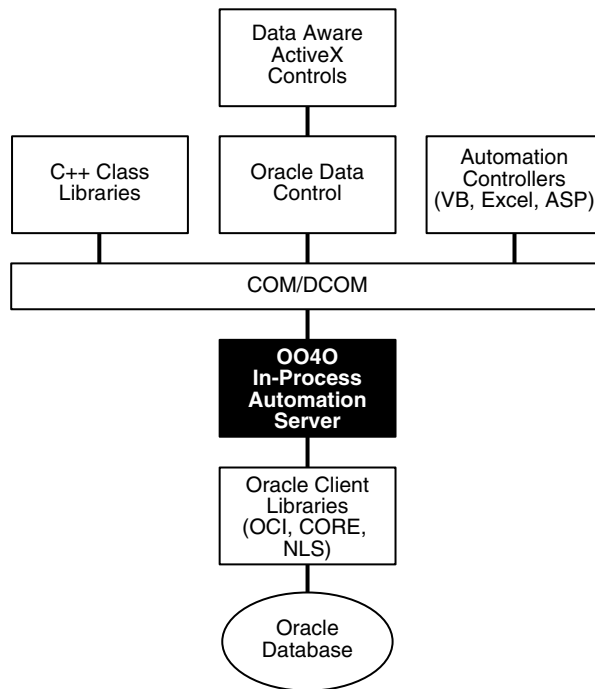 Data Aware
ActiveX
Controls
C++ Class
Libraries
Oracle Data
Control
Automation
Controllers
(VB, Excel, ASP)
COM/DCOM
OO4O
In-Process
Automation
Server
Oracle Client
Libraries
(OCI, CORE,
NLS)
Oracle
Database